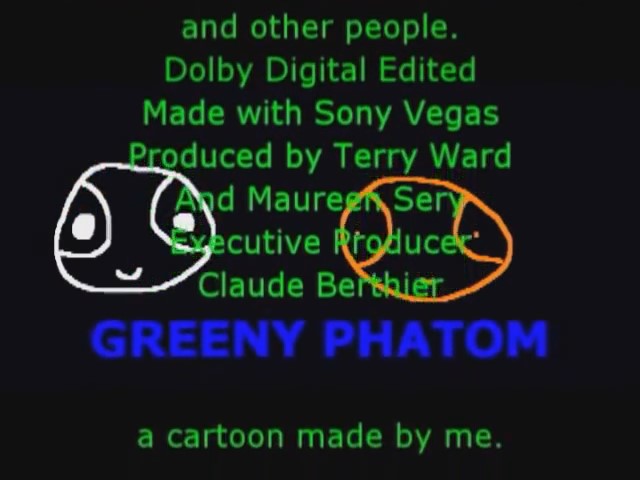 and other people.
Dolby Digital Edited
Made with Sony Vegas
Produced by Terry Ward
And Maureen Sery
Executive Producer
Claude Berthier
GREENY PHATOM
a cartoon made by me.